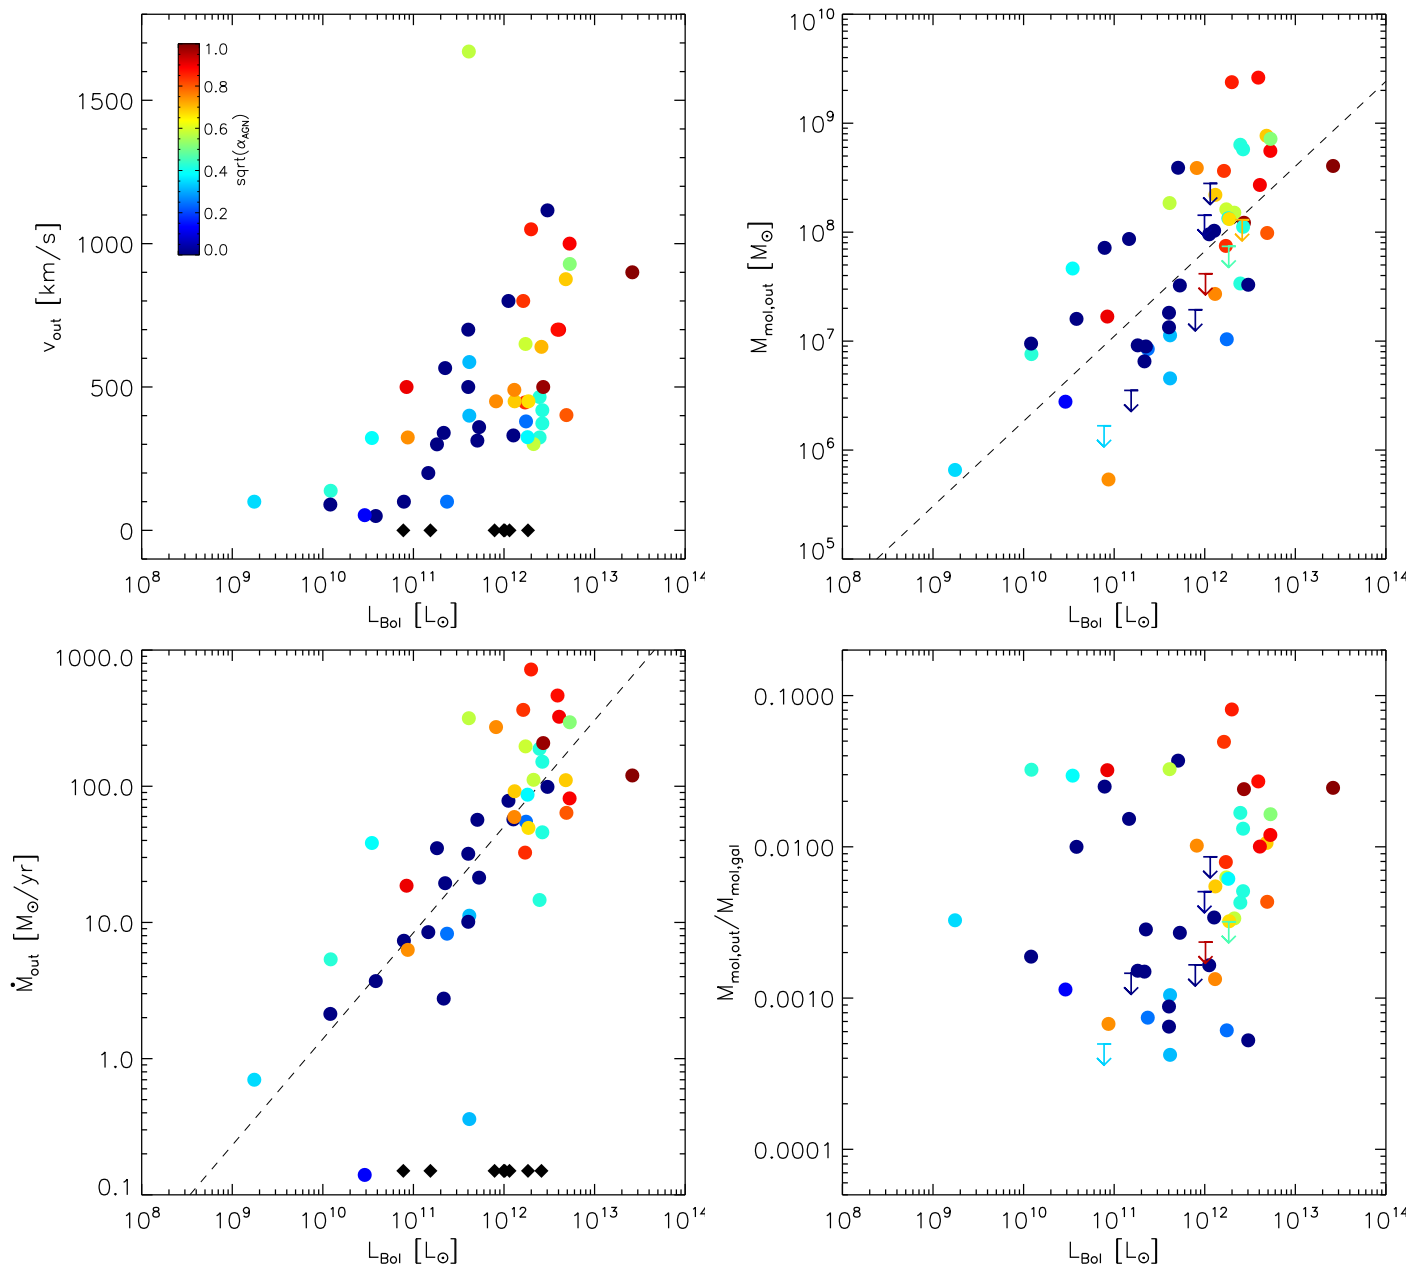 1500
1000
500
0
v_out [km/s]
1.0
0.8
0.6
0.4
0.2
0.0
sqrt(α_AGN)
10^8 10^9 10^10 10^11 10^12 10^13 10^14
L_Bol [L_⊙]
10^10
10^9
10^8
10^7
10^6
10^5
M_mol,out [M_⊙]
10^8 10^9 10^10 10^11 10^12 10^13 10^14
L_Bol [L_⊙]
1000.0
100.0
10.0
1.0
0.1
Ṁ_out [M_⊙/yr]
10^8 10^9 10^10 10^11 10^12 10^13 10^14
L_Bol [L_⊙]
0.1000
0.0100
0.0010
0.0001
M_mol,out/M_mol,gal
10^8 10^9 10^10 10^11 10^12 10^13 10^14
L_Bol [L_⊙]